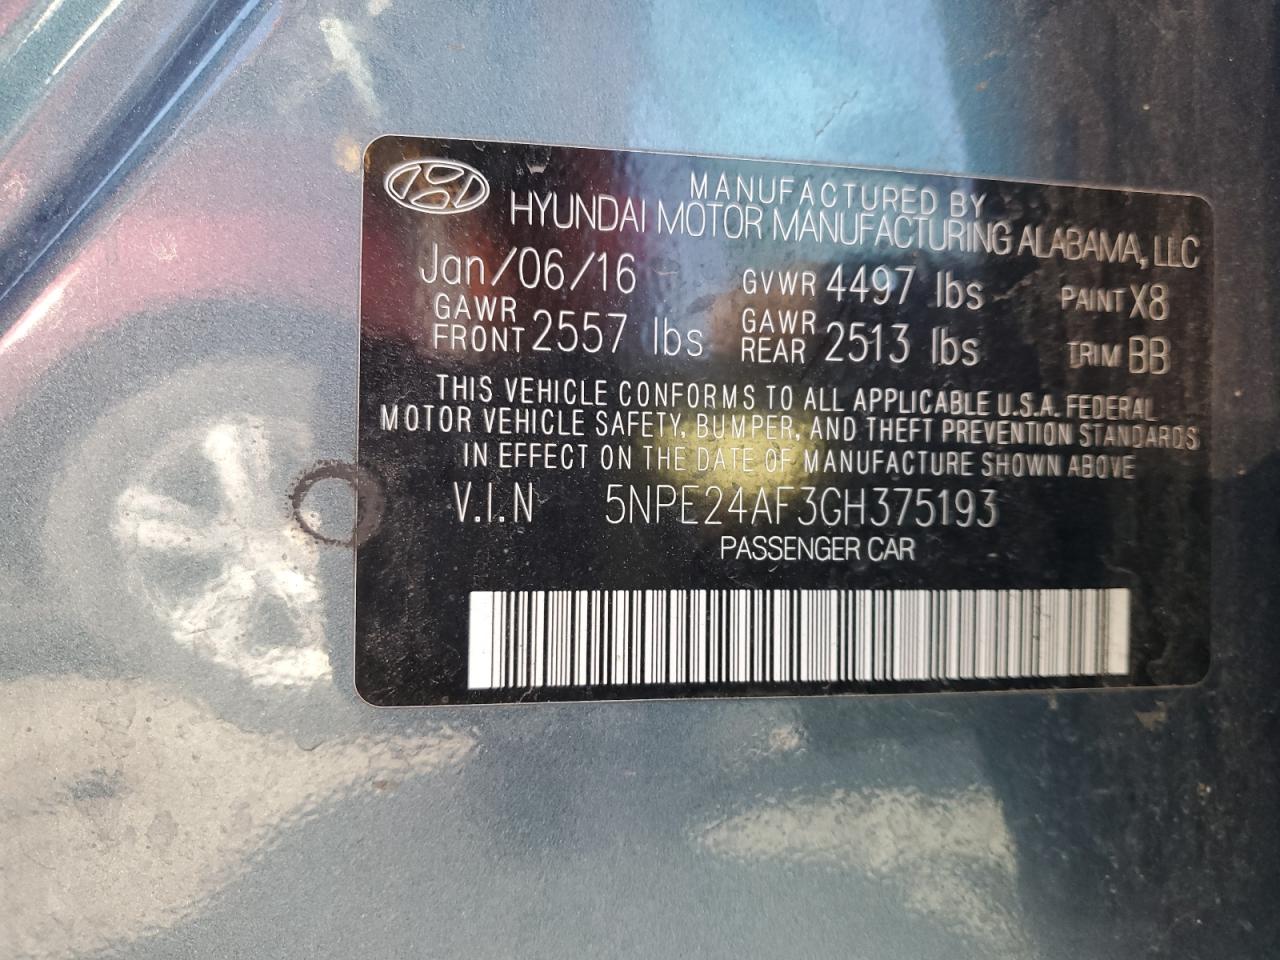 MANUFACTURED BY
HYUNDAI MOTOR MANUFACTURING ALABAMA, LLC
Jan/06/16 GVWR 4497 lbs PAINT X8
GAWR FRONT 2557 lbs GAWR REAR 2513 lbs TRIM BB
THIS VEHICLE CONFORMS TO ALL APPLICABLE U.S.A. FEDERAL
MOTOR VEHICLE SAFETY, BUMPER, AND THEFT PREVENTION STANDARDS
IN EFFECT ON THE DATE OF MANUFACTURE SHOWN ABOVE
V.I.N 5NPE24AF3GH375193
PASSENGER CAR